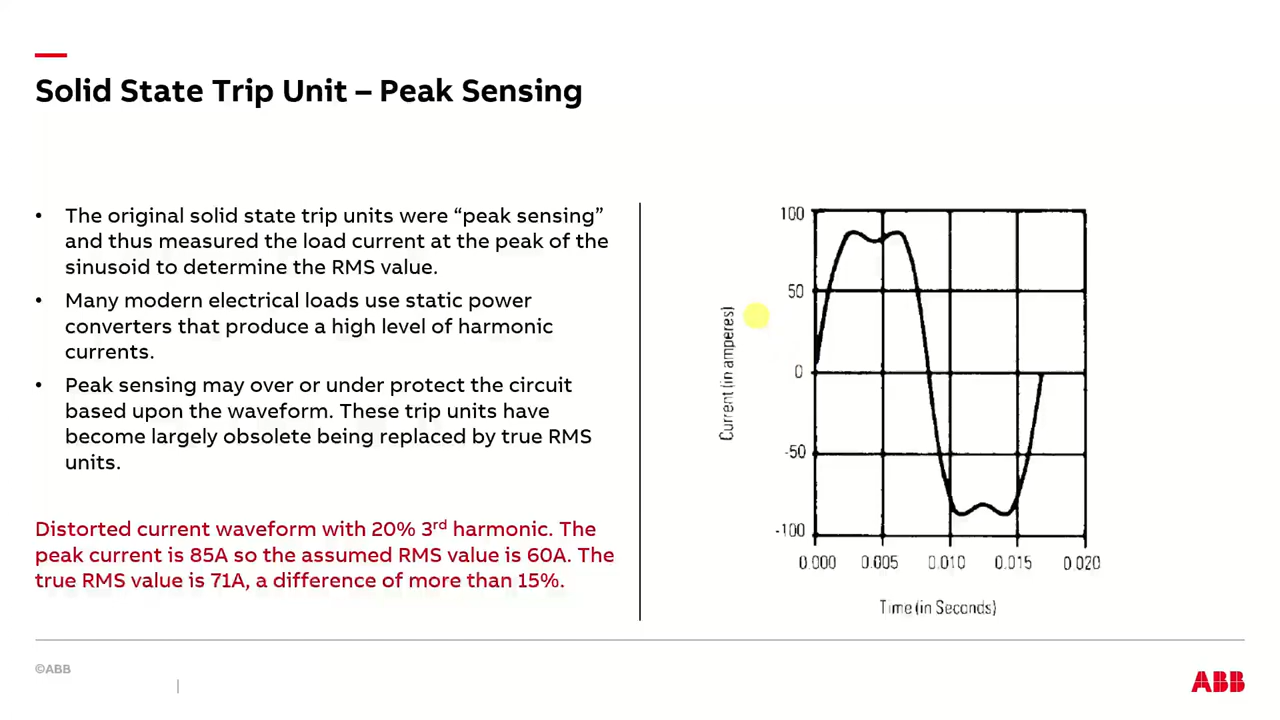 Solid State Trip Unit – Peak Sensing
• The original solid state trip units were “peak sensing”
and thus measured the load current at the peak of the
sinusoid to determine the RMS value.
• Many modern electrical loads use static power
converters that produce a high level of harmonic
currents.
• Peak sensing may over or under protect the circuit
based upon the waveform. These trip units have
become largely obsolete being replaced by true RMS
units.
Distorted current waveform with 20% 3rd harmonic. The
peak current is 85A so the assumed RMS value is 60A. The
true RMS value is 71A, a difference of more than 15%.
Current (in amperes)
100
50
0
-50
-100
0.000 0.005 0.010 0.015 0.020
Time (in Seconds)
©ABB
ABB